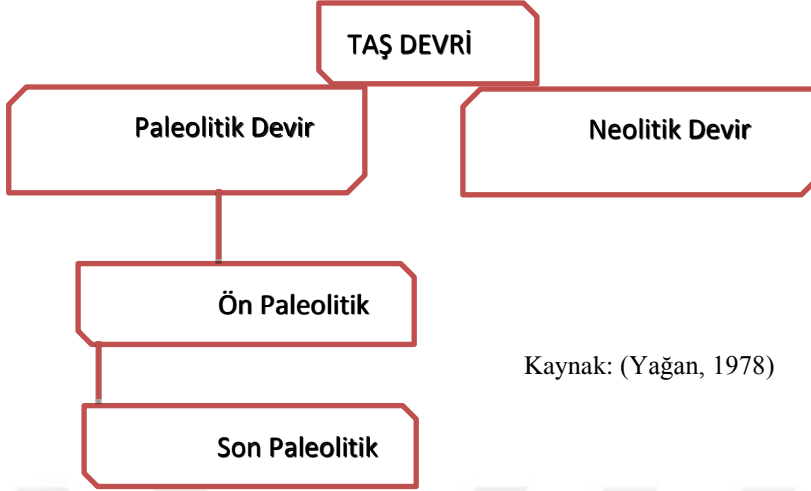 TAŞ DEVRİ
Paleolitik Devir
Neolitik Devir
Ön Paleolitik
Kaynak: (Yağan, 1978)
Son Paleolitik